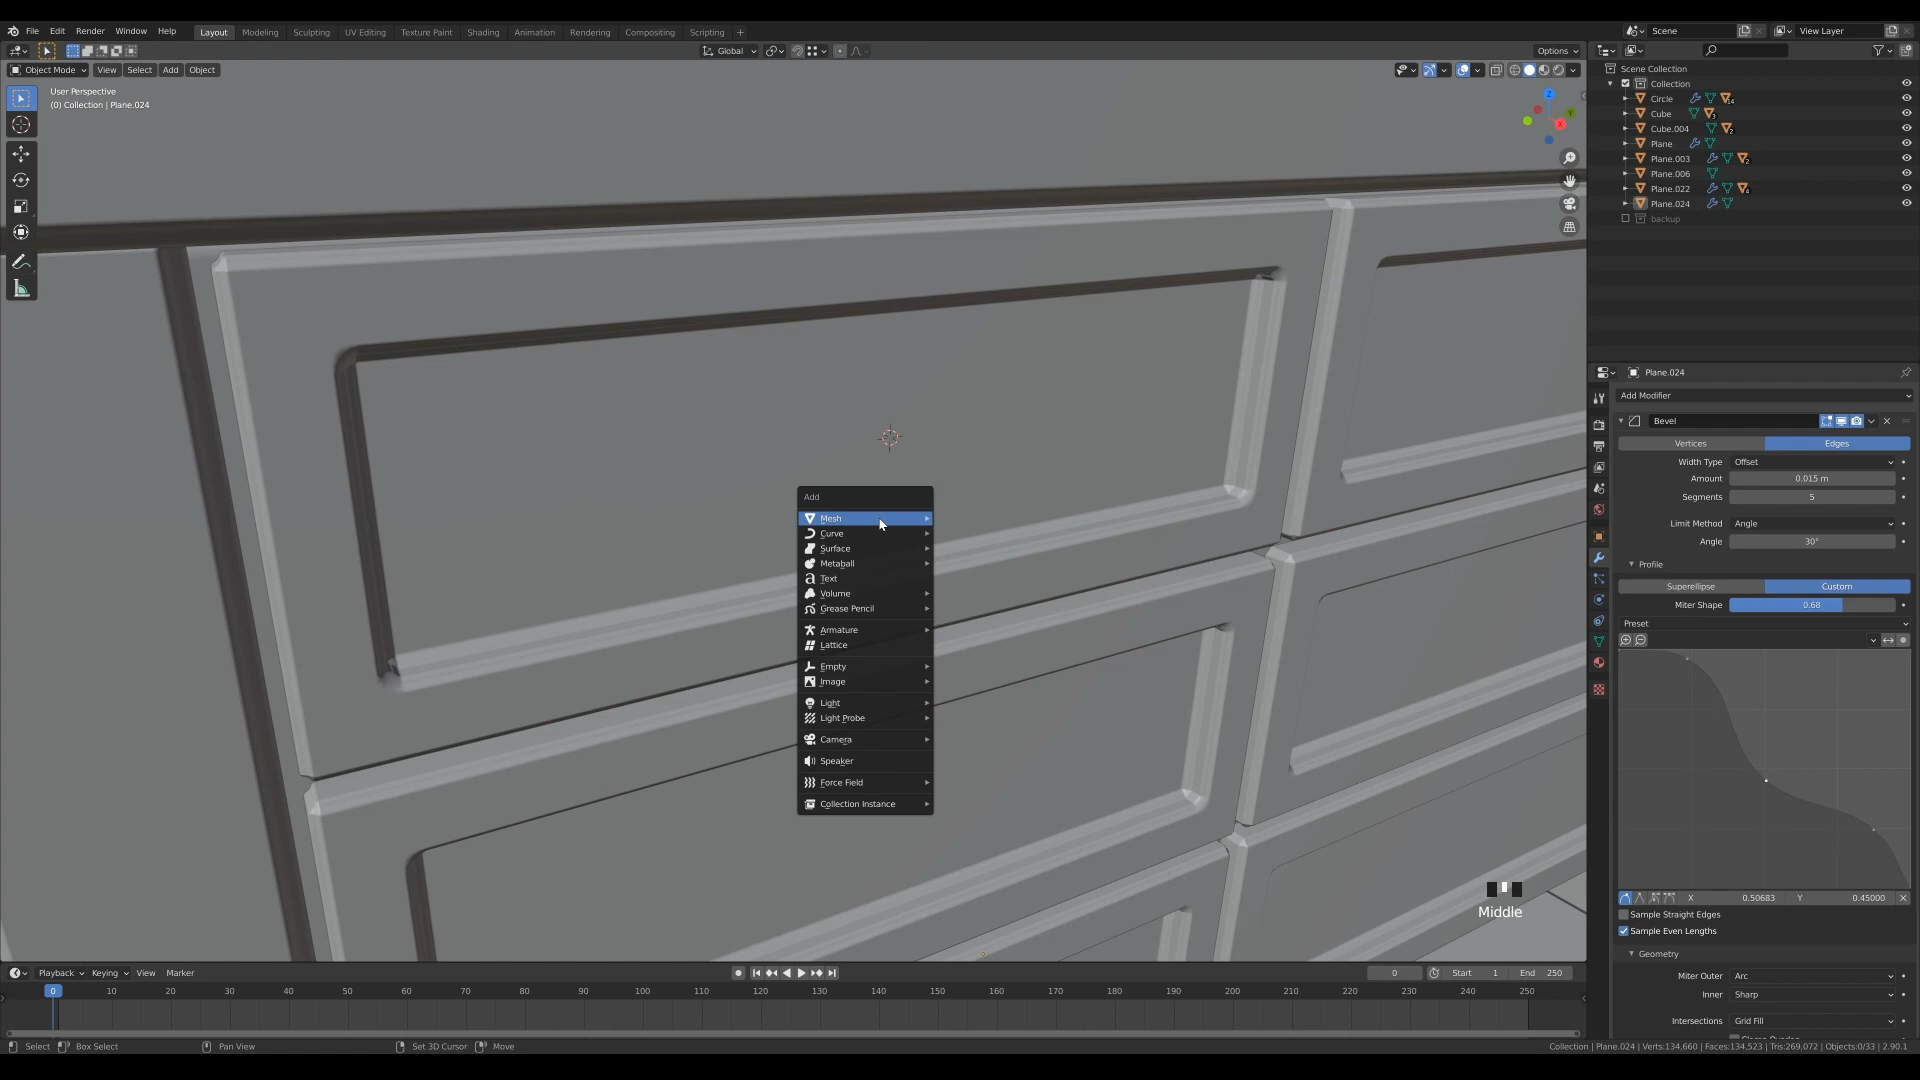 File Edit Render Window Help Layout Modeling Sculpting UV Editing Texture Paint Shading Animation Rendering Compositing Scripting + Scene View Layer
Global Options
Object Mode View Select Add Object
User Perspective
(0) Collection | Plane.024
Z
Y
X
Scene Collection
Collection
Circle 14
Cube 3
Cube.004 2
Plane
Plane.003 2
Plane.006
Plane.022 4
Plane.024
backup
Plane.024
Add Modifier
Bevel
Vertices Edges
Width Type Offset
Amount 0.015 m
Segments 5
Limit Method Angle
Angle 30°
Profile
Superellipse Custom
Miter Shape 0.68
Preset
X 0.50683 Y 0.45000
Sample Straight Edges
Sample Even Lengths
Geometry
Miter Outer Arc
Inner Sharp
Intersections Grid Fill
Add
Mesh
Curve
Surface
Metaball
Text
Volume
Grease Pencil
Armature
Lattice
Empty
Image
Light
Light Probe
Camera
Speaker
Force Field
Collection Instance
Middle
Playback Keying View Marker 0 Start 1 End 250
0 10 20 30 40 50 60 70 80 90 100 110 120 130 140 150 160 170 180 190 200 210 220 230 240 250
Select Box Select Pan View Set 3D Cursor Move Collection | Plane.024 | Verts:134,660 | Faces:134,523 | Tris:269,072 | Objects:0/33 | 2.90.1